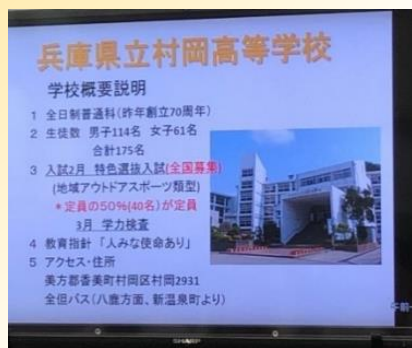 兵庫県立村岡高等学校
学校概要説明
1 全日制普通科(昨年創立70周年)
2 生徒数 男子114名 女子61名
合計175名
3 入試2月 特色選抜入試(全国募集)
(地域アウトドアスポーツ類型)
*定員の50%(40名)が定員
3月 学力検査
4 教育指針 「人みな使命あり」
5 アクセス・住所
美方郡香美町村岡区村岡2931
全但バス(八鹿方面、新温泉町より)
午前
SHARP